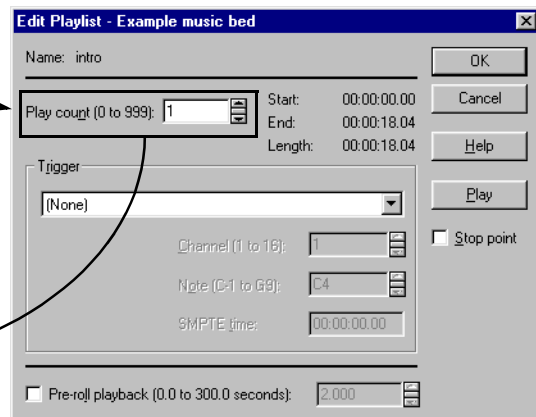 Edit Playlist - Example music bed
Name: intro
OK
Play count (0 to 999): 1
Start: 00:00:00.00
Cancel
End: 00:00:18.04
Length: 00:00:18.04
Help
Trigger
(None)
Play
Stop point
Channel (1 to 16): 1
Note (C-1 to G9): C4
SMPTE time: 00:00:00.00
Pre-roll playback (0.0 to 300.0 seconds): 2.000